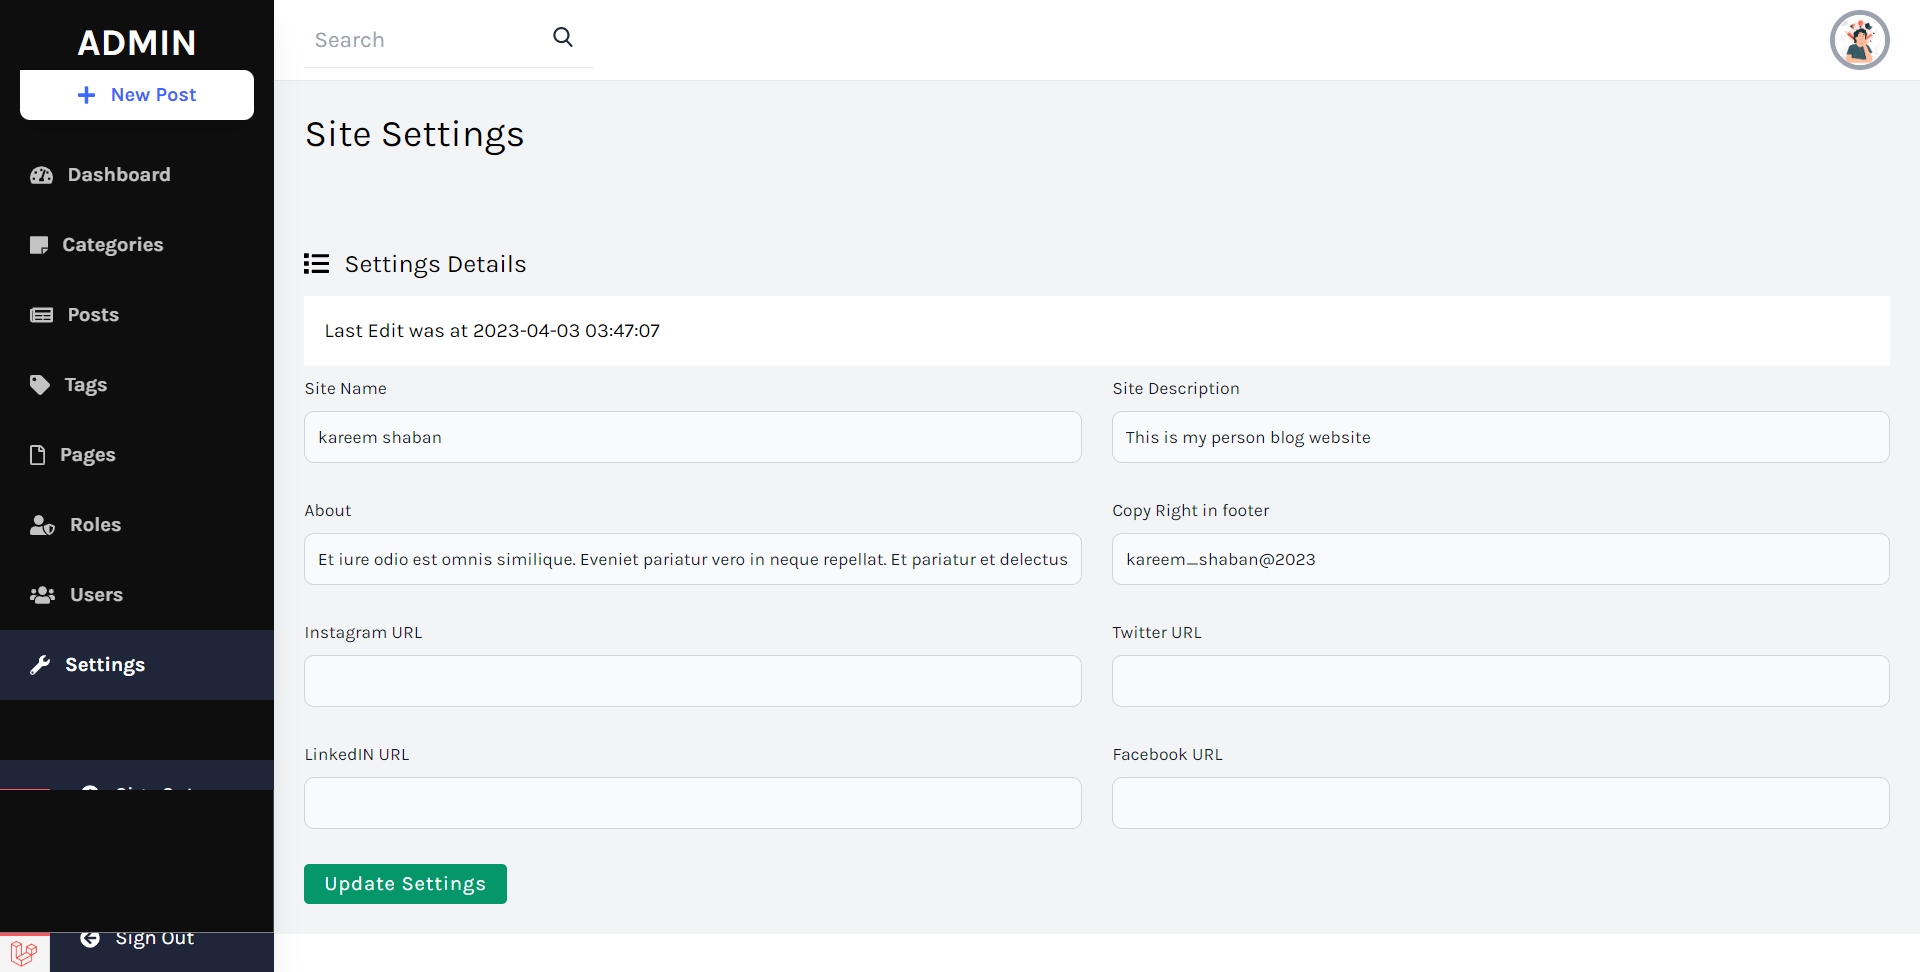 ADMIN
New Post
Dashboard
Categories
Posts
Tags
Pages
Roles
Users
Settings
Sign Out
Search
Site Settings
Settings Details
Last Edit was at 2023-04-03 03:47:07
Site Name
Site Description
kareem shaban
This is my person blog website
About
Copy Right in footer
Et iure odio est omnis similique. Eveniet pariatur vero in neque repellat. Et pariatur et delectus
kareem_shaban@2023
Instagram URL
Twitter URL
LinkedIN URL
Facebook URL
Update Settings